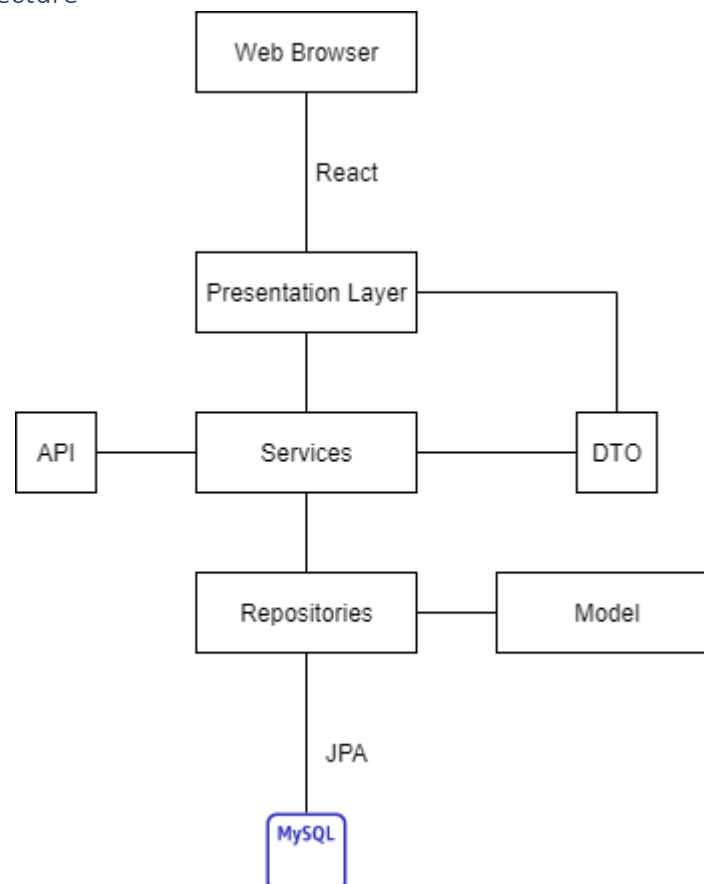 Web Browser
React
Presentation Layer
API
Services
DTO
Repositories
Model
JPA
MySQL